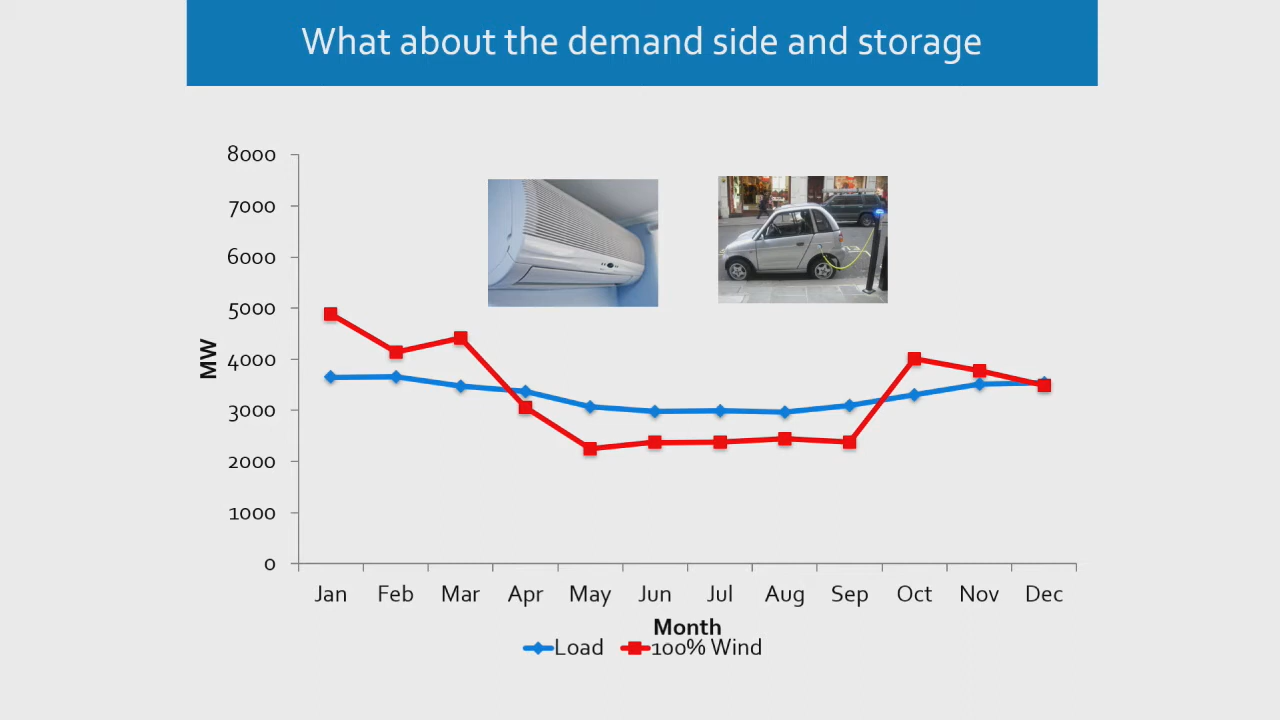 What about the demand side and storage
8000
7000
6000
5000
4000
3000
2000
1000
0
MW
Jan Feb Mar Apr May Jun Jul Aug Sep Oct Nov Dec
Month
Load 100% Wind